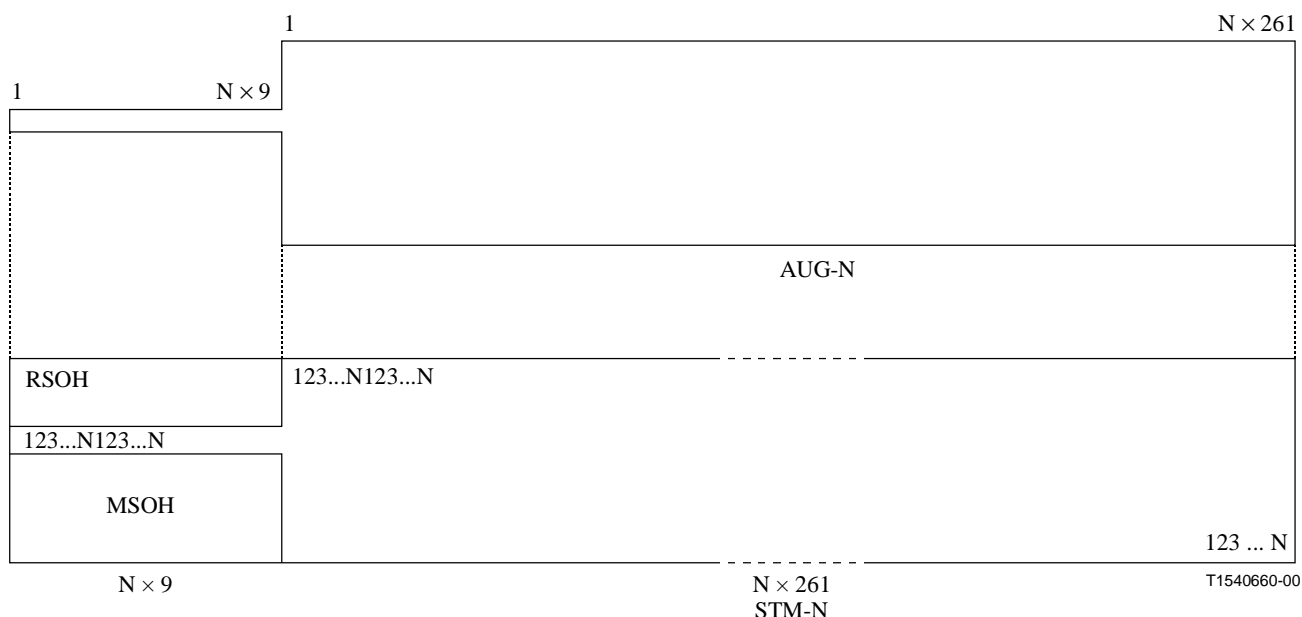 1
N × 261
1
N × 9
AUG-N
RSOH
123...N123...N
123...N123...N
MSOH
123 ... N
N × 9
N × 261
T1540660-00
STM-N